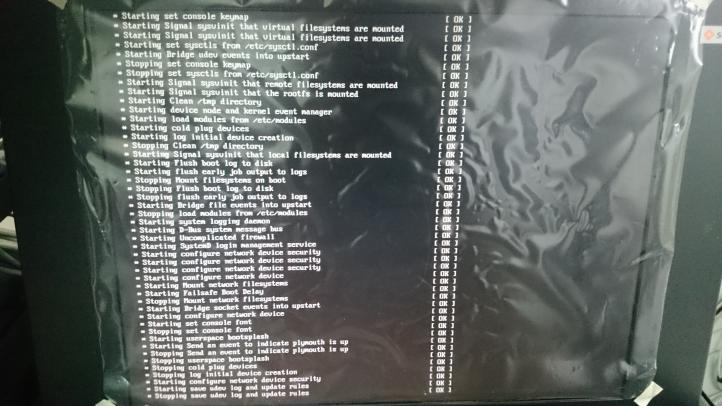 * Starting set console keymap [ OK ]
* Starting Signal sysvinit that virtual filesystems are mounted [ OK ]
* Starting Signal sysvinit that virtual filesystems are mounted [ OK ]
* Starting set sysctls from /etc/sysctl.conf [ OK ]
* Starting Bridge udev events into upstart [ OK ]
* Stopping set console keymap [ OK ]
* Stopping set sysctls from /etc/sysctl.conf [ OK ]
* Starting Signal sysvinit that remote filesystems are mounted [ OK ]
* Starting Signal sysvinit that the rootfs is mounted [ OK ]
* Starting Clean /tmp directory [ OK ]
* Starting device node and kernel event manager [ OK ]
* Starting load modules from /etc/modules [ OK ]
* Starting cold plug devices [ OK ]
* Starting log initial device creation [ OK ]
* Stopping Clean /tmp directory [ OK ]
* Starting Signal sysvinit that local filesystems are mounted [ OK ]
* Starting Flush boot log to disk [ OK ]
* Starting flush early job output to logs [ OK ]
* Stopping Mount filesystems on boot [ OK ]
* Stopping Flush boot log to disk [ OK ]
* Stopping flush early job output to logs [ OK ]
* Starting Bridge file events into upstart [ OK ]
* Stopping load modules from /etc/modules [ OK ]
* Starting system logging daemon [ OK ]
* Starting D-Bus system message bus [ OK ]
* Starting Uncomplicated firewall [ OK ]
* Starting SystemD login management service [ OK ]
* Starting configure network device security [ OK ]
* Starting configure network device security [ OK ]
* Starting configure network device security [ OK ]
* Starting configure network device [ OK ]
* Starting Mount network filesystems [ OK ]
* Starting Failsafe Boot Delay [ OK ]
* Stopping Mount network filesystems [ OK ]
* Starting Bridge socket events into upstart [ OK ]
* Starting configure network device [ OK ]
* Starting set console font [ OK ]
* Stopping set console font [ OK ]
* Starting userspace bootsplash [ OK ]
* Starting Send an event to indicate plymouth is up [ OK ]
* Stopping Send an event to indicate plymouth is up [ OK ]
* Stopping userspace bootsplash [ OK ]
* Stopping cold plug devices [ OK ]
* Stopping log initial device creation [ OK ]
* Starting configure network device security [ OK ]
* Starting save udev log and update rules [ OK ]
* Stopping save udev log and update rules [ OK ]